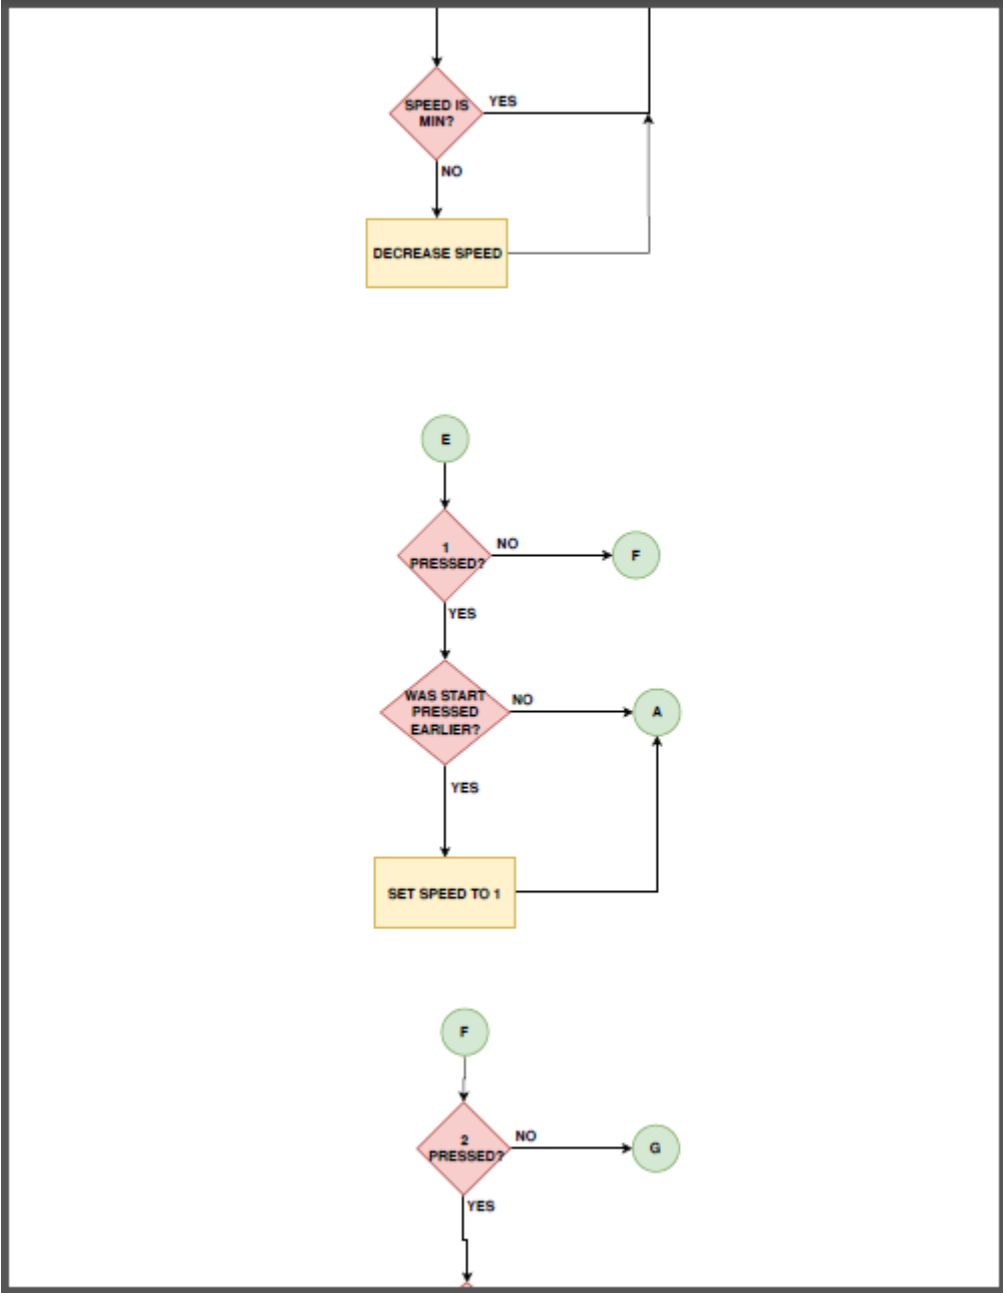 SPEED IS
MIN?
YES
NO
DECREASE SPEED
E
1
PRESSED?
NO
F
YES
WAS START
PRESSED
EARLIER?
NO
A
YES
SET SPEED TO 1
F
2
PRESSED?
NO
G
YES